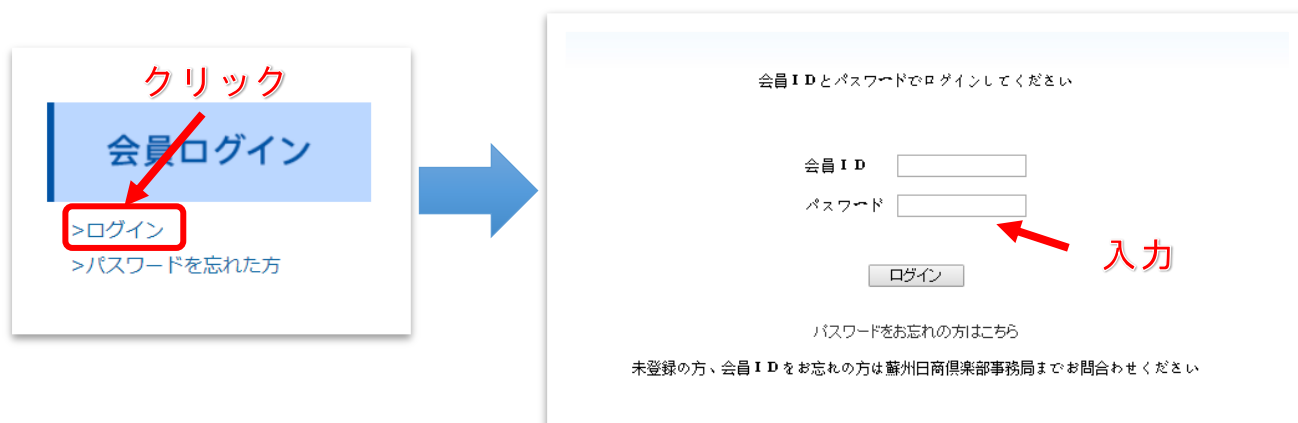 クリック
会員ログイン
>ログイン
>パスワードを忘れた方
会員IDとパスワードでログインしてください
会員ID
パスワード
入力
ログイン
パスワードをお忘れの方はこちら
未登録の方、会員IDをお忘れの方は蘇州日商倶楽部事務局までお問合わせください